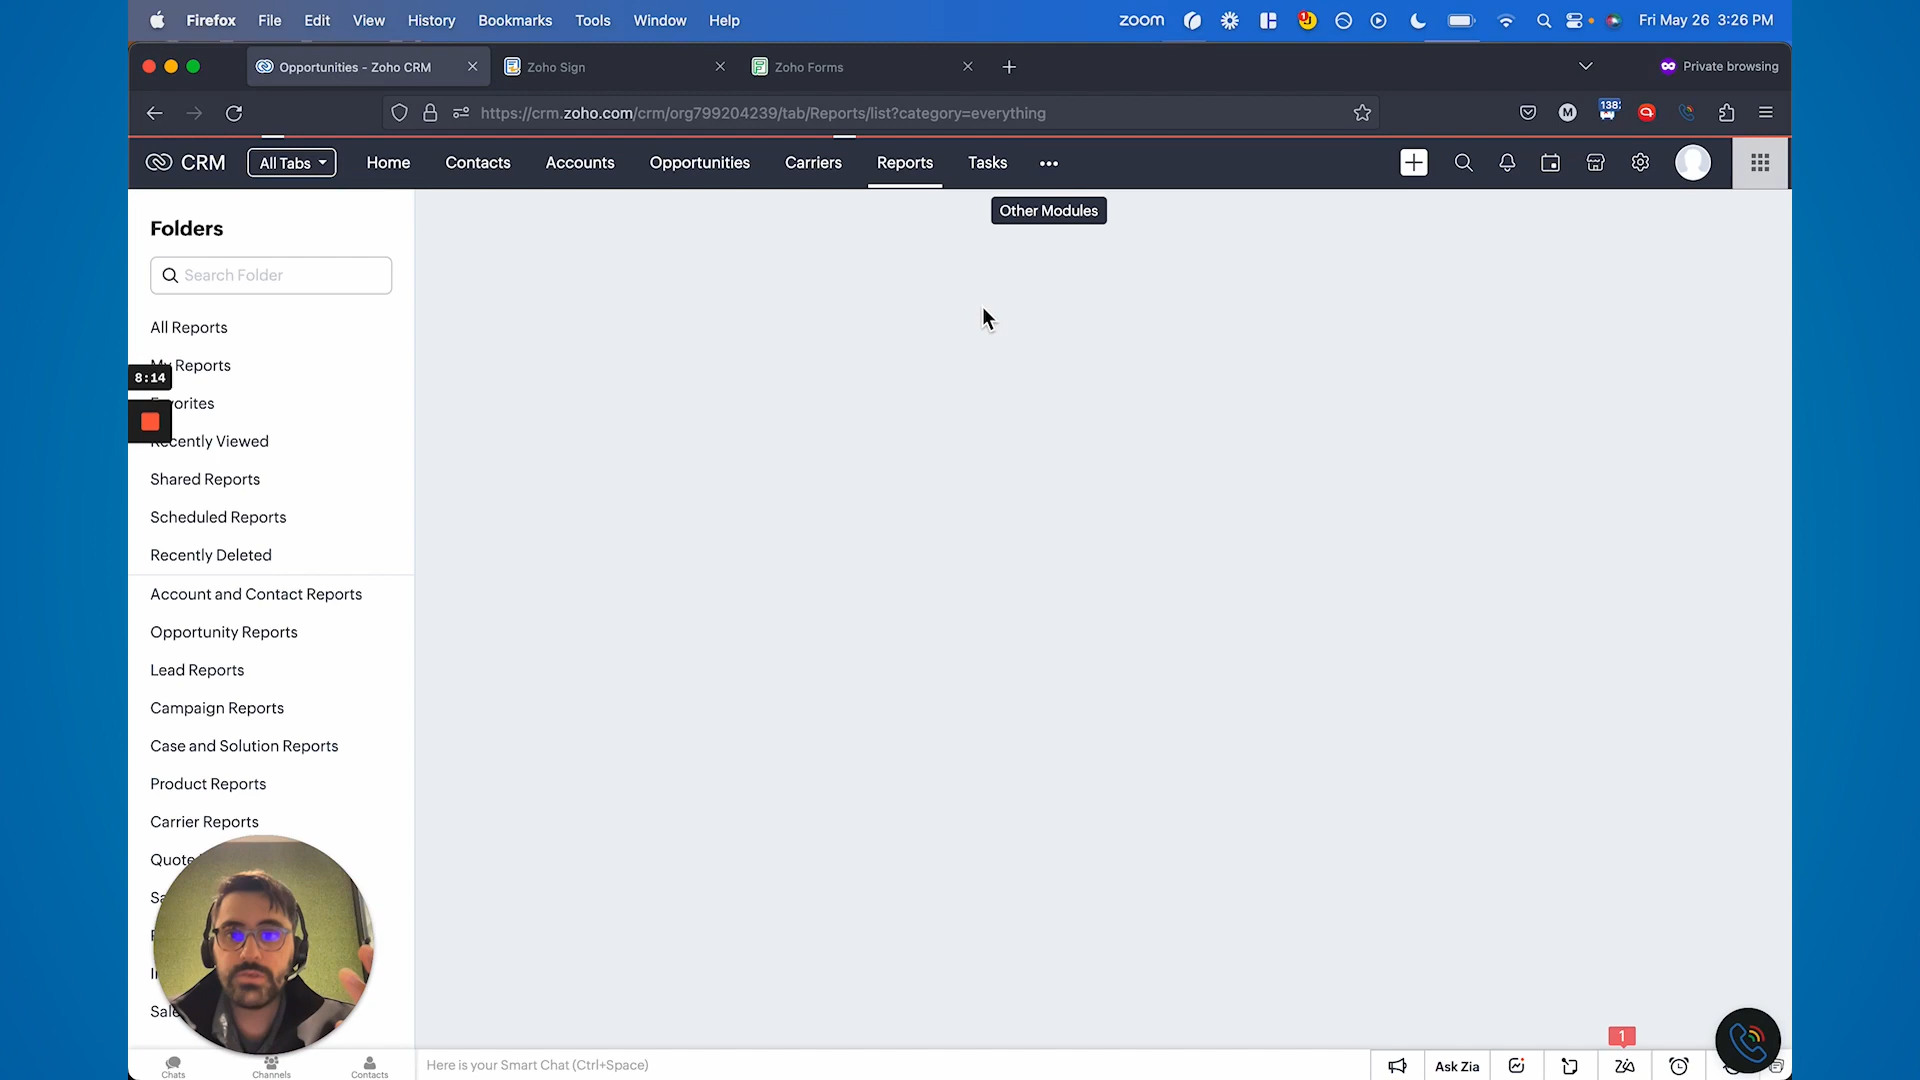 Firefox File Edit View History Bookmarks Tools Window Help
zoom Fri May 26 3:26 PM
Opportunities - Zoho CRM
Zoho Sign
Zoho Forms
Private browsing
https://crm.zoho.com/crm/org799204239/tab/Reports/list?category=everything
M
138
CRM
All Tabs
Home
Contacts
Accounts
Opportunities
Carriers
Reports
Tasks
Other Modules
Folders
Search Folder
All Reports
My Reports
8:14
Recently Viewed
Shared Reports
Scheduled Reports
Recently Deleted
Account and Contact Reports
Opportunity Reports
Lead Reports
Campaign Reports
Case and Solution Reports
Product Reports
Carrier Reports
Quote
Chats
Channels
Contacts
Here is your Smart Chat (Ctrl+Space)
Ask Zia
1